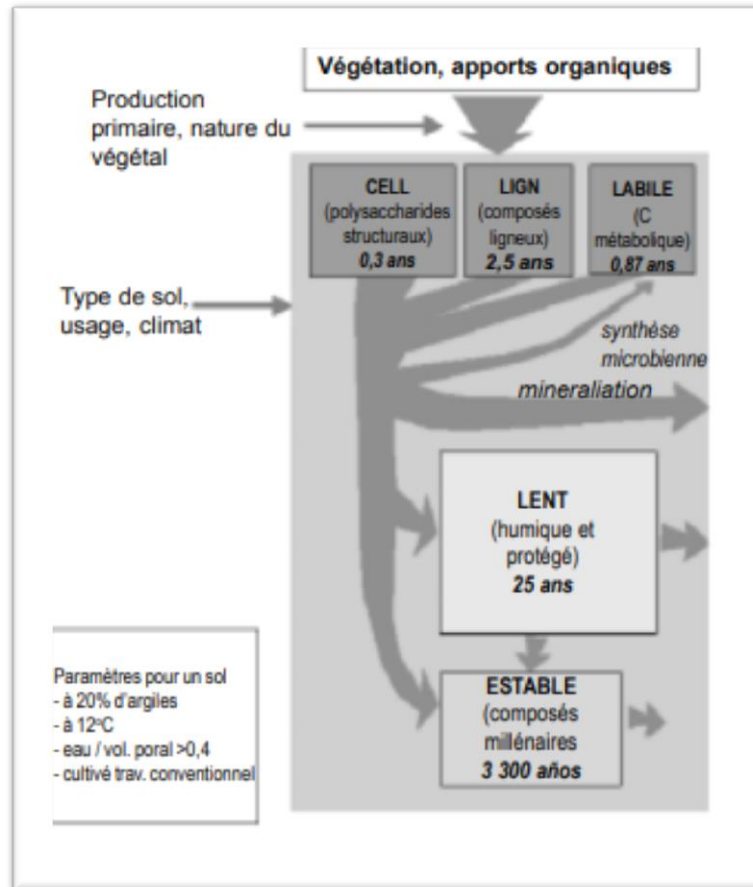 Végétation, apports organiques
Production
primaire, nature du
végétal
CELL
(polysaccharides
structuraux)
0,3 ans
LIGN
(composés
ligneux)
2,5 ans
LABILE
(C
métabolique)
0,87 ans
Type de sol,
usage, climat
synthèse
microbienne
mineraliation
LENT
(humique et
protégé)
25 ans
ESTABLE
(composés
millénaires
3 300 años
Paramètres pour un sol
- à 20% d'argiles
- à 12°C
- eau / vol. poral >0,4
- cultivé trav. conventionnel